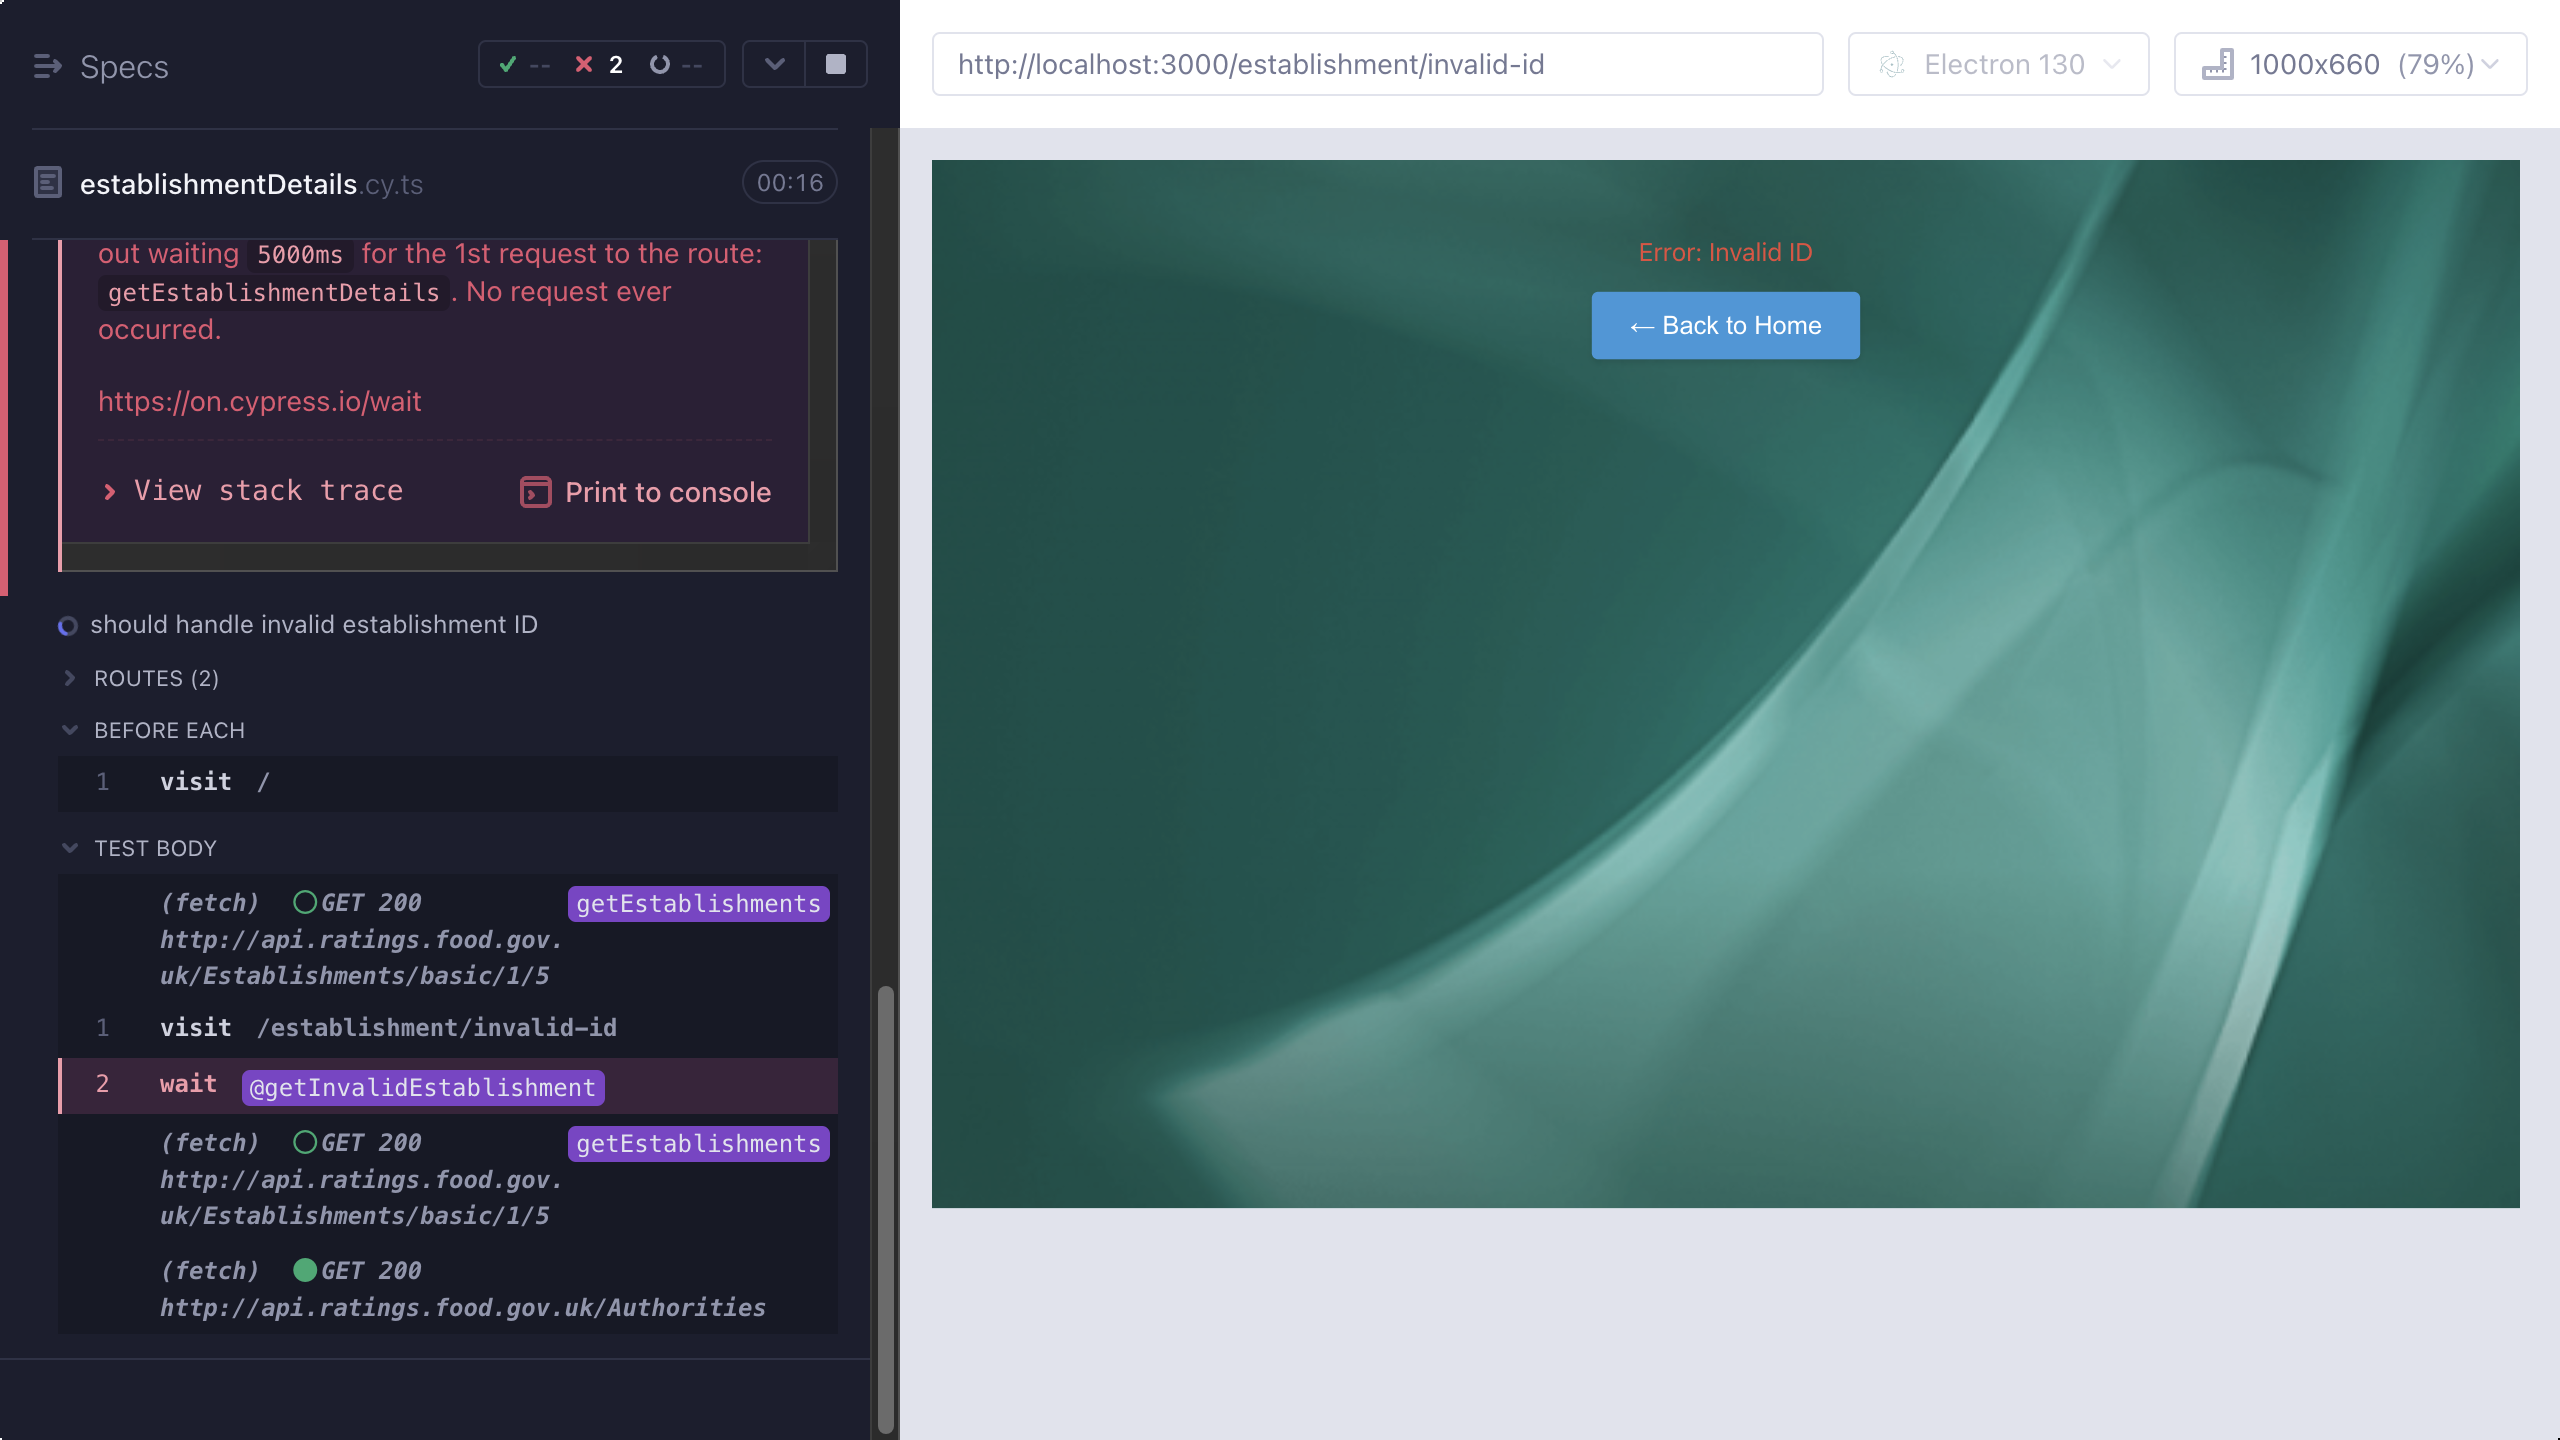 Specs
-- 2 --
establishmentDetails.cy.ts 00:16
out waiting 5000ms for the 1st request to the route:
getEstablishmentDetails . No request ever
occurred.
https://on.cypress.io/wait
View stack trace Print to console
should handle invalid establishment ID
ROUTES (2)
BEFORE EACH
1 visit /
TEST BODY
(fetch) GET 200 getEstablishments
http://api.ratings.food.gov.
uk/Establishments/basic/1/5
1 visit /establishment/invalid-id
2 wait @getInvalidEstablishment
(fetch) GET 200 getEstablishments
http://api.ratings.food.gov.
uk/Establishments/basic/1/5
(fetch) GET 200
http://api.ratings.food.gov.uk/Authorities
http://localhost:3000/establishment/invalid-id
Electron 130
1000x660 (79%)
Error: Invalid ID
← Back to Home